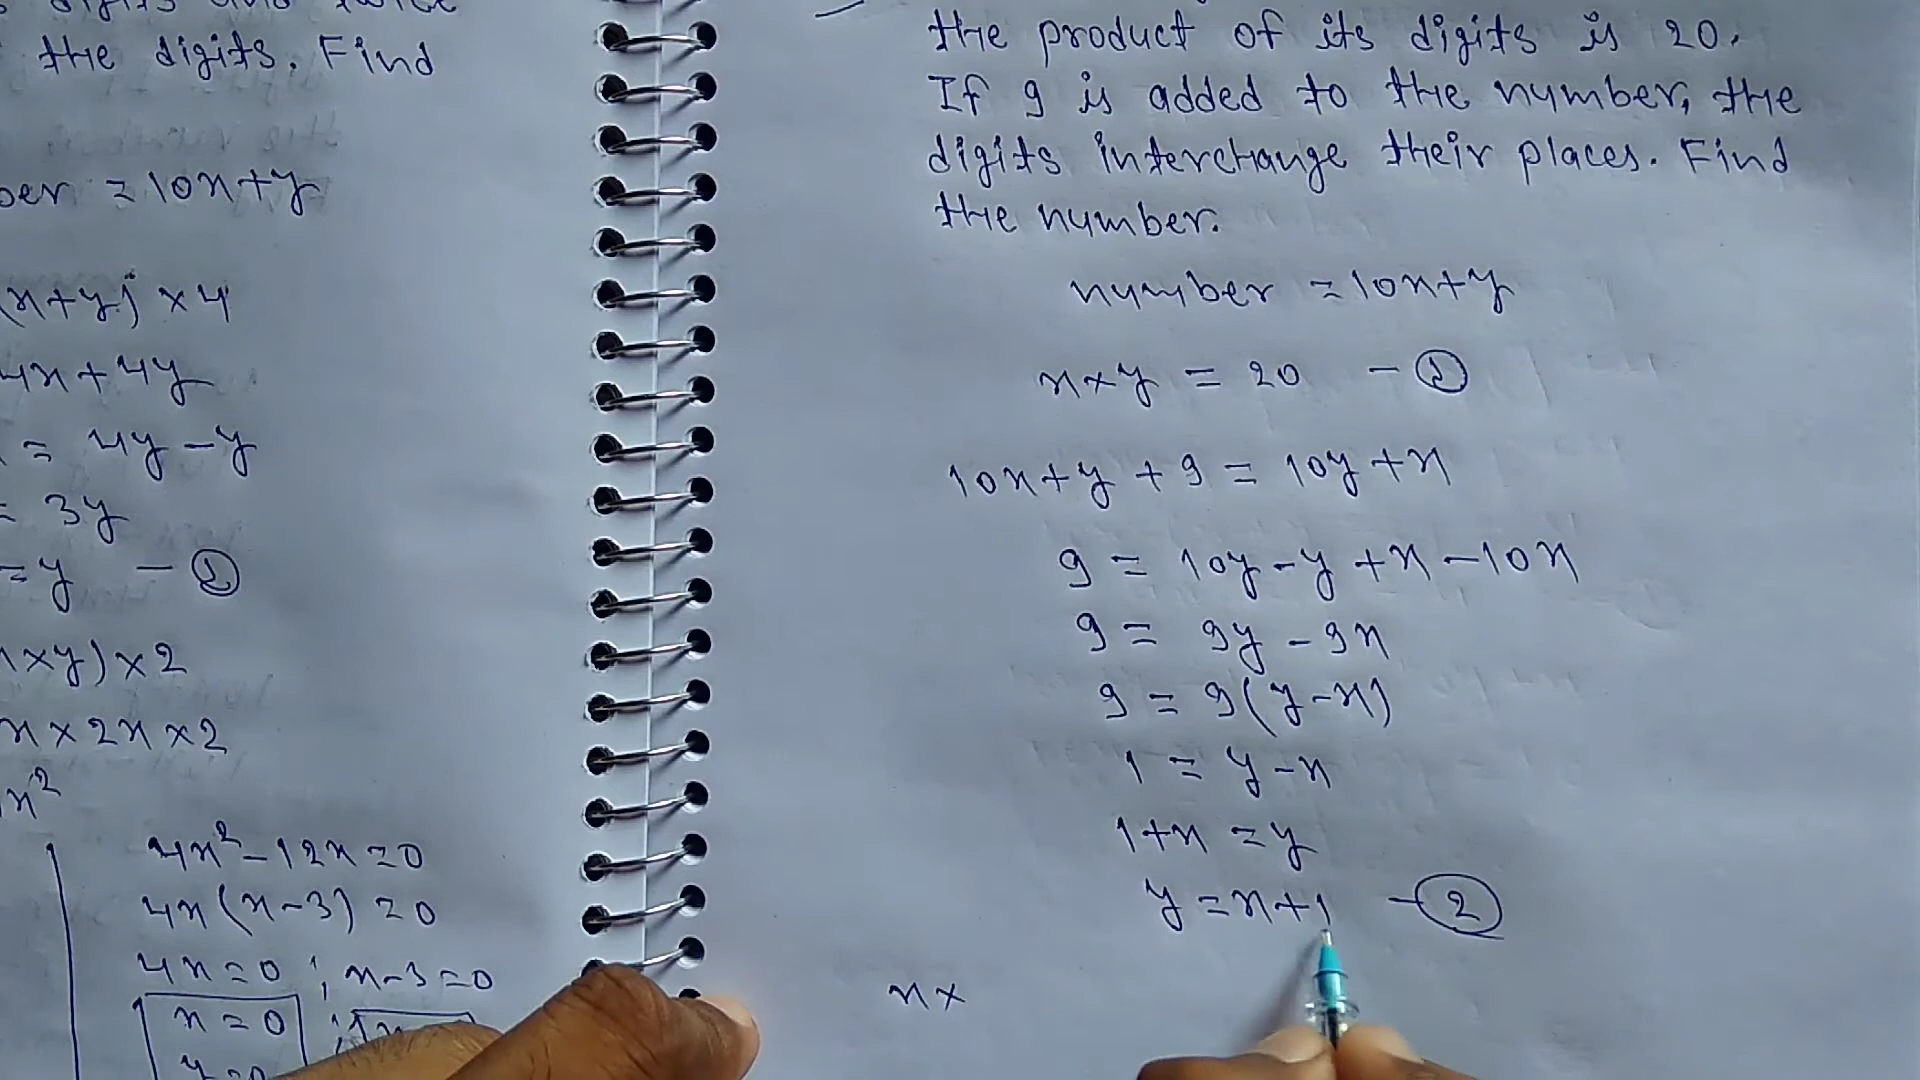 the digits. Find
= 10x+y
(x+y) × 4
4x + 4y
= 4y - y
= 3y
= y - ①
x×y) × 2
x × 2x × 2
x²
4x² - 12x = 0
4x (x-3) = 0
4x = 0 ; x-3 = 0
x = 0
the product of its digits is 20.
If 9 is added to the number, the
digits interchange their places. Find
the number.
number = 10x+y
x×y = 20 - ①
10x+y + 9 = 10y + x
9 = 10y - y + x - 10x
9 = 9y - 9x
9 = 9(y-x)
1 = y - x
1+x = y
y = x+1 - ②
x×